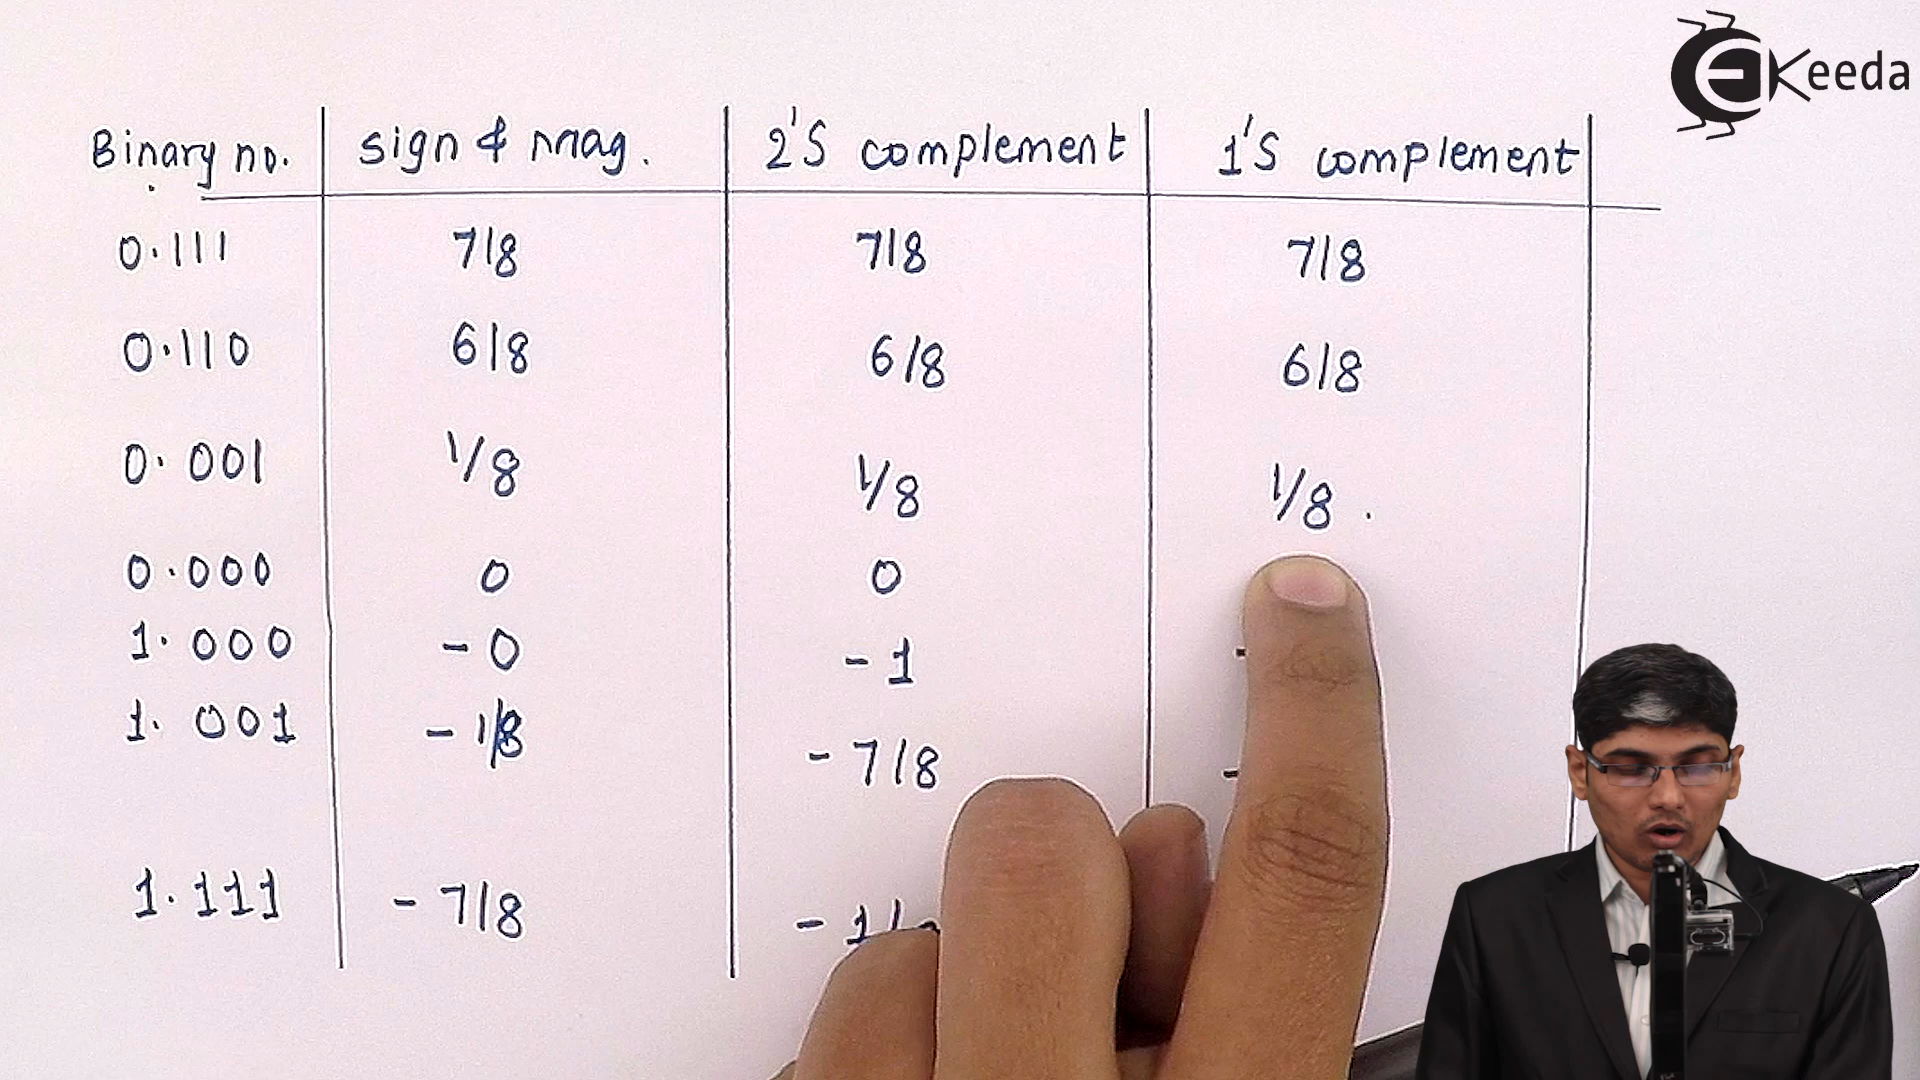 EKeeda
Binary no. sign & mag. 2'S complement 1'S complement
0.111 7/8 7/8 7/8
0.110 6/8 6/8 6/8
0.001 1/8 1/8 1/8.
0.000 0 0
1.000 -0 -1 -
1.001 -1/8 -7/8 -
1.111 -7/8 -1/